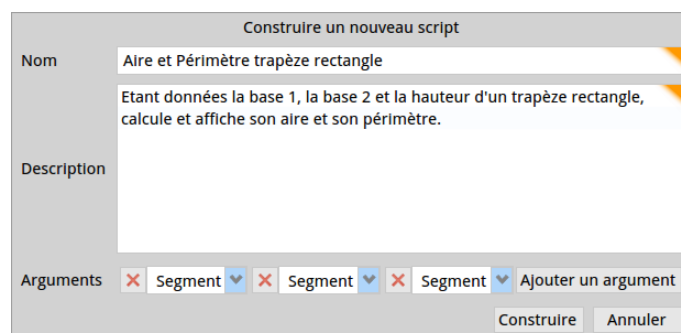 Construire un nouveau script
Nom
Aire et Périmètre trapèze rectangle
Etant données la base 1, la base 2 et la hauteur d'un trapèze rectangle,
calcule et affiche son aire et son périmètre.
Description
Arguments Segment Segment Segment Ajouter un argument
Construire Annuler